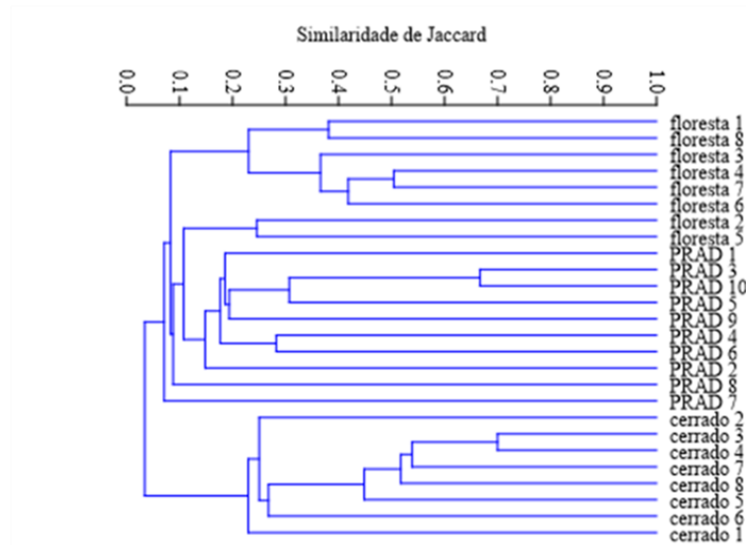 Similaridade de Jaccard
0.0 0.1 0.2 0.3 0.4 0.5 0.6 0.7 0.8 0.9 1.0
floresta 1
floresta 8
floresta 3
floresta 4
floresta 7
floresta 6
floresta 2
floresta 5
PRAD 1
PRAD 3
PRAD 10
PRAD 5
PRAD 9
PRAD 4
PRAD 6
PRAD 2
PRAD 8
PRAD 7
cerrado 2
cerrado 3
cerrado 4
cerrado 7
cerrado 8
cerrado 5
cerrado 6
cerrado 1